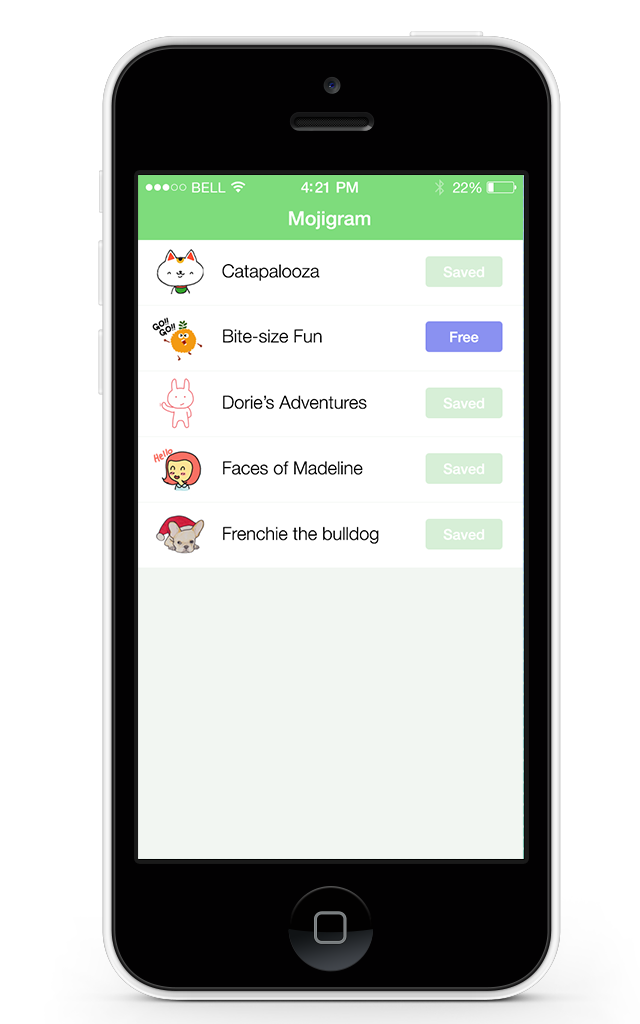 BELL 4:21 PM 22%
Mojigram
Catapalooza Saved
GO!! GO!!
Bite-size Fun Free
Dorie's Adventures Saved
Hello
Faces of Madeline Saved
Frenchie the bulldog Saved